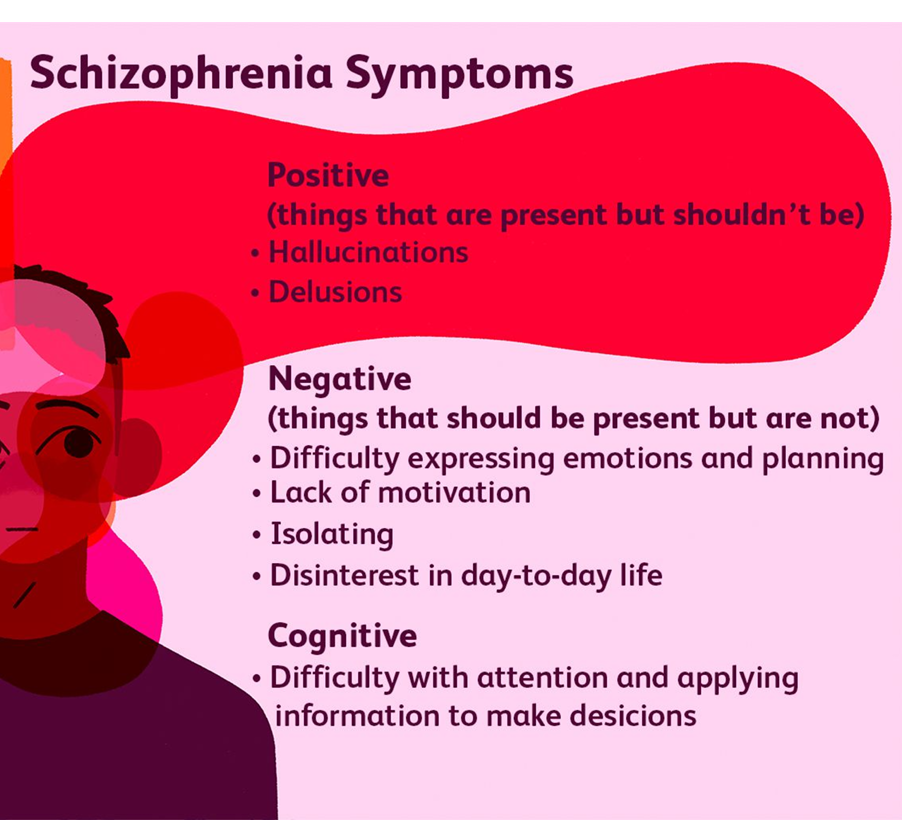 Schizophrenia Symptoms
Positive
(things that are present but shouldn't be)
• Hallucinations
• Delusions
Negative
(things that should be present but are not)
• Difficulty expressing emotions and planning
• Lack of motivation
• Isolating
• Disinterest in day-to-day life
Cognitive
• Difficulty with attention and applying
information to make desicions